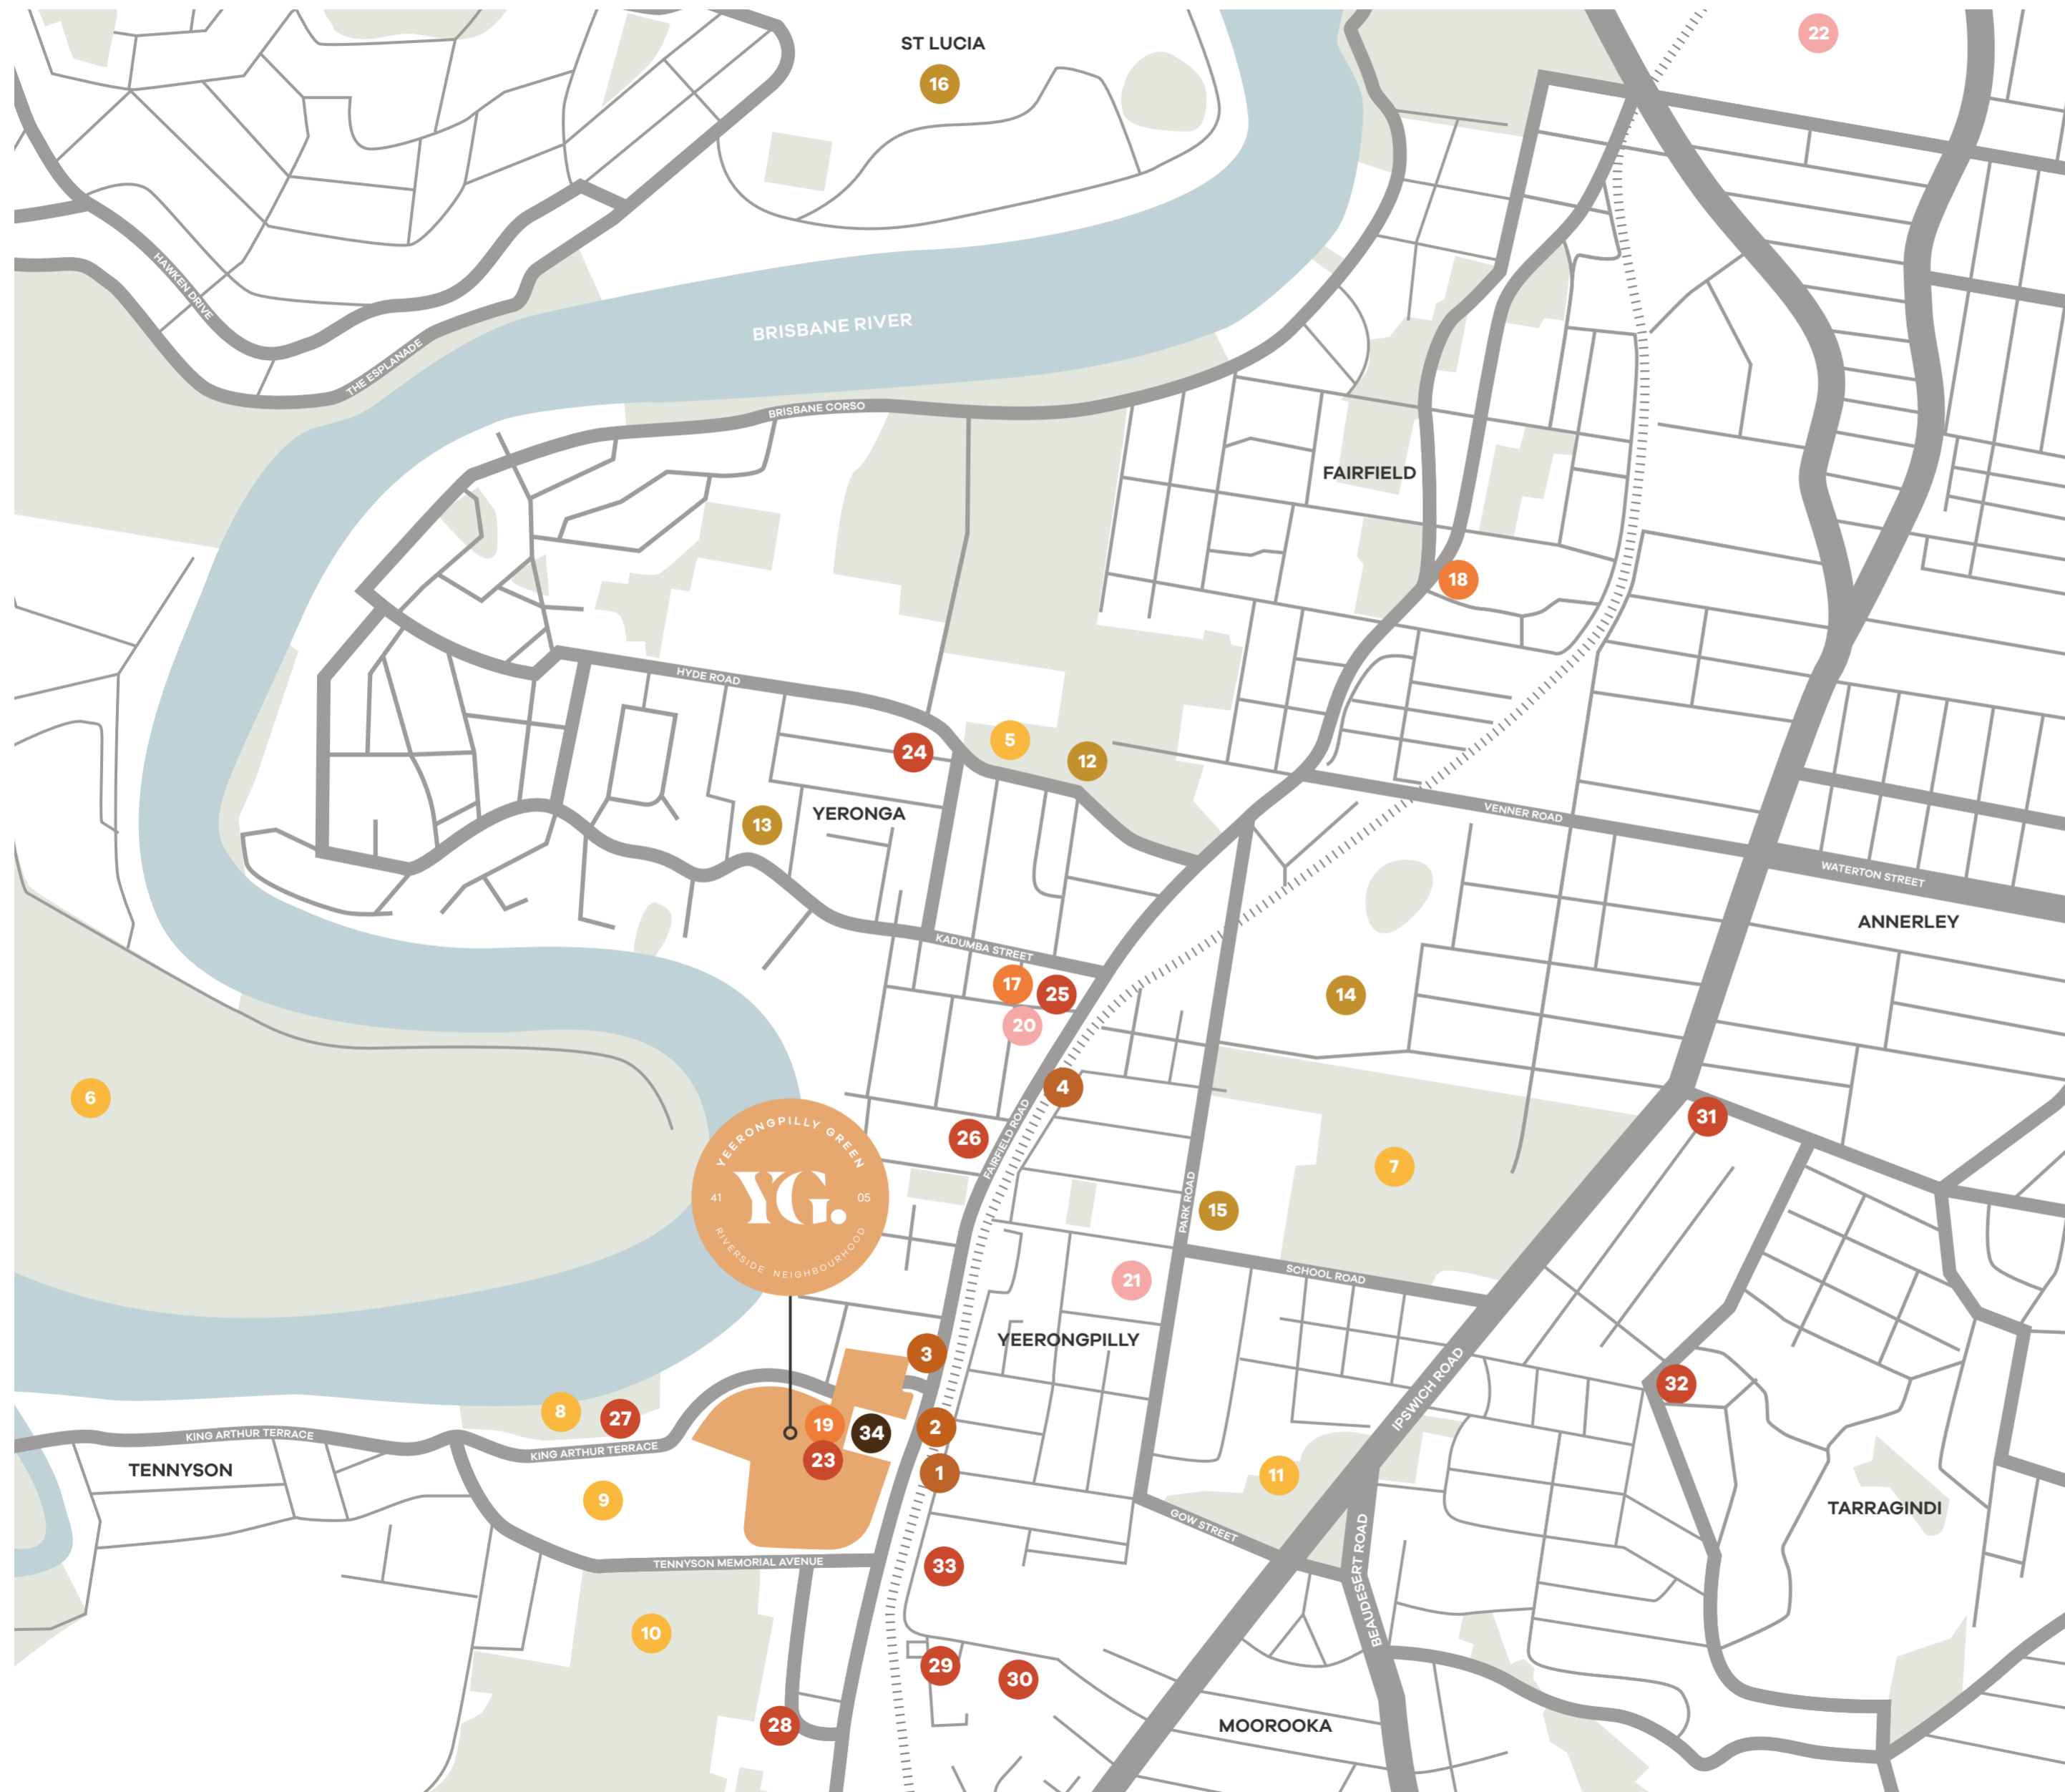 ST LUCIA
22
16
HAWKEN DRIVE
BRISBANE RIVER
THE ESPLANADE
BRISBANE CORSO
FAIRFIELD
18
HYDE ROAD
24
5
12
13
YERONGA
VENNER ROAD
WATERTON STREET
ANNERLEY
KADUMBA STREET
17
25
14
20
6
4
31
26
FAIRFIELD ROAD
7
YEERONGPILLY GREEN
41
YG.
05
RIVERSIDE NEIGHBOURHOOD
PARK ROAD
15
21
SCHOOL ROAD
YEERONGPILLY
3
IPSWICH ROAD
32
8
27
19
34
2
KING ARTHUR TERRACE
KING ARTHUR TERRACE
TENNYSON
23
1
11
9
TARRAGINDI
GOW STREET
TENNYSON MEMORIAL AVENUE
33
BEAUDESERT ROAD
10
29
30
28
MOOROOKA